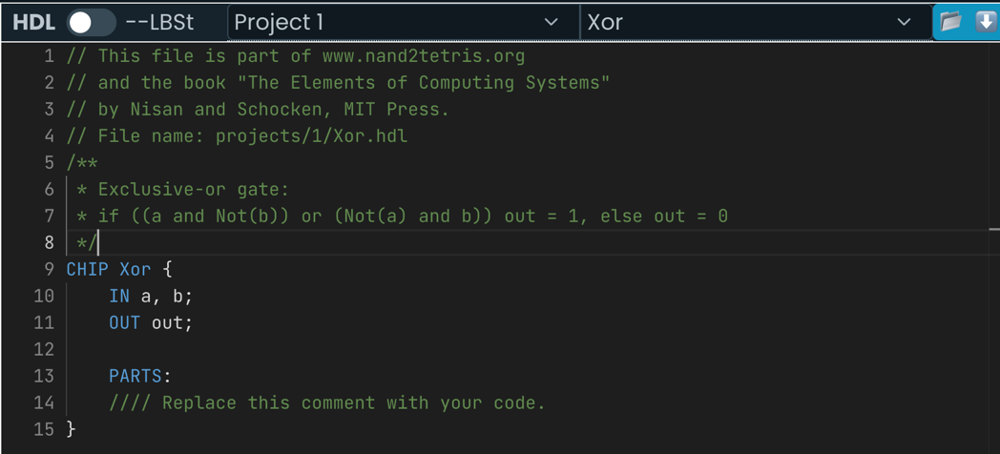 HDL --LBSt Project 1 Xor
1 // This file is part of www.nand2tetris.org
2 // and the book "The Elements of Computing Systems"
3 // by Nisan and Schocken, MIT Press.
4 // File name: projects/1/Xor.hdl
5 /**
6  * Exclusive-or gate:
7  * if ((a and Not(b)) or (Not(a) and b)) out = 1, else out = 0
8  */
9 CHIP Xor {
10     IN a, b;
11     OUT out;
12
13     PARTS:
14     //// Replace this comment with your code.
15 }